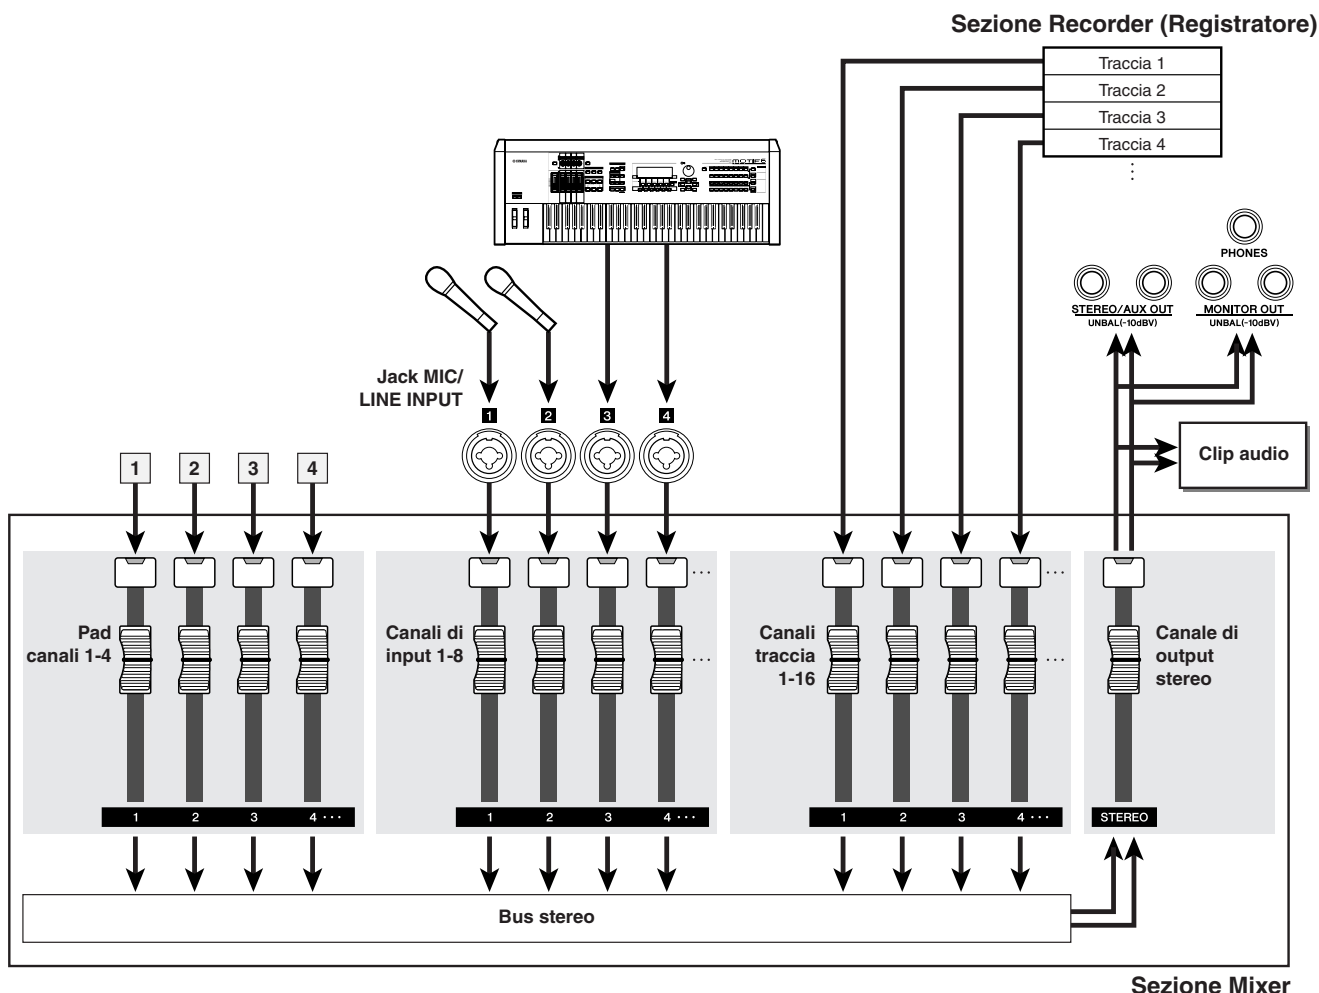 Sezione Recorder (Registratore)
Traccia 1
Traccia 2
Traccia 3
Traccia 4
PHONES
STEREO/AUX OUT
UNBAL(-10dBV)
MONITOR OUT
UNBAL(-10dBV)
Jack MIC/
LINE INPUT
1 2 3 4
1 2 3 4
Clip audio
Pad
canali 1-4
Canali di
input 1-8
Canali
traccia
1-16
Canale di
output
stereo
1 2 3 4 ···
1 2 3 4 ···
1 2 3 4 ···
STEREO
Bus stereo
Sezione Mixer